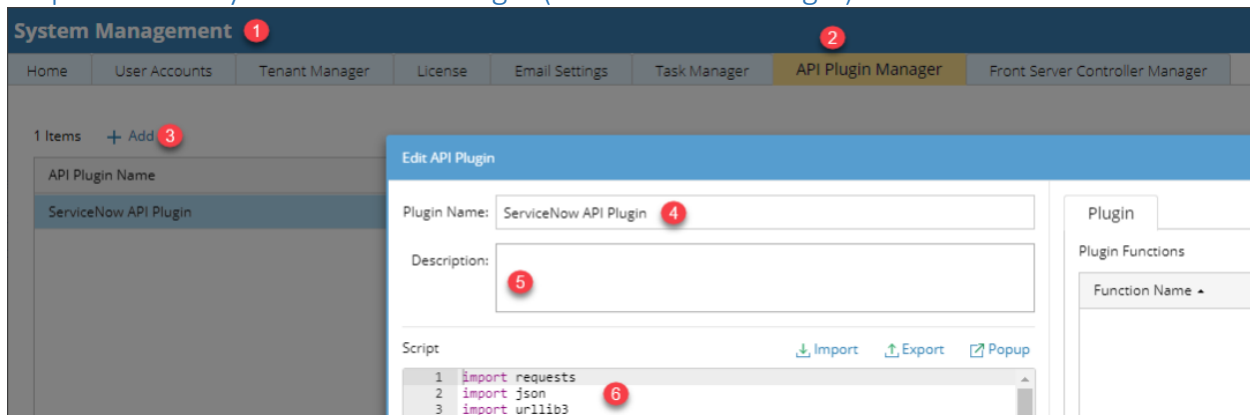 System Management 1
2
Home User Accounts Tenant Manager License Email Settings Task Manager API Plugin Manager Front Server Controller Manager
1 Items + Add 3
Edit API Plugin
API Plugin Name
ServiceNow API Plugin
Plugin Name: ServiceNow API Plugin 4
Plugin
Description:
5
Plugin Functions
Function Name
Script Import Export Popup
1 import requests
2 import json 6
3 import urllib3